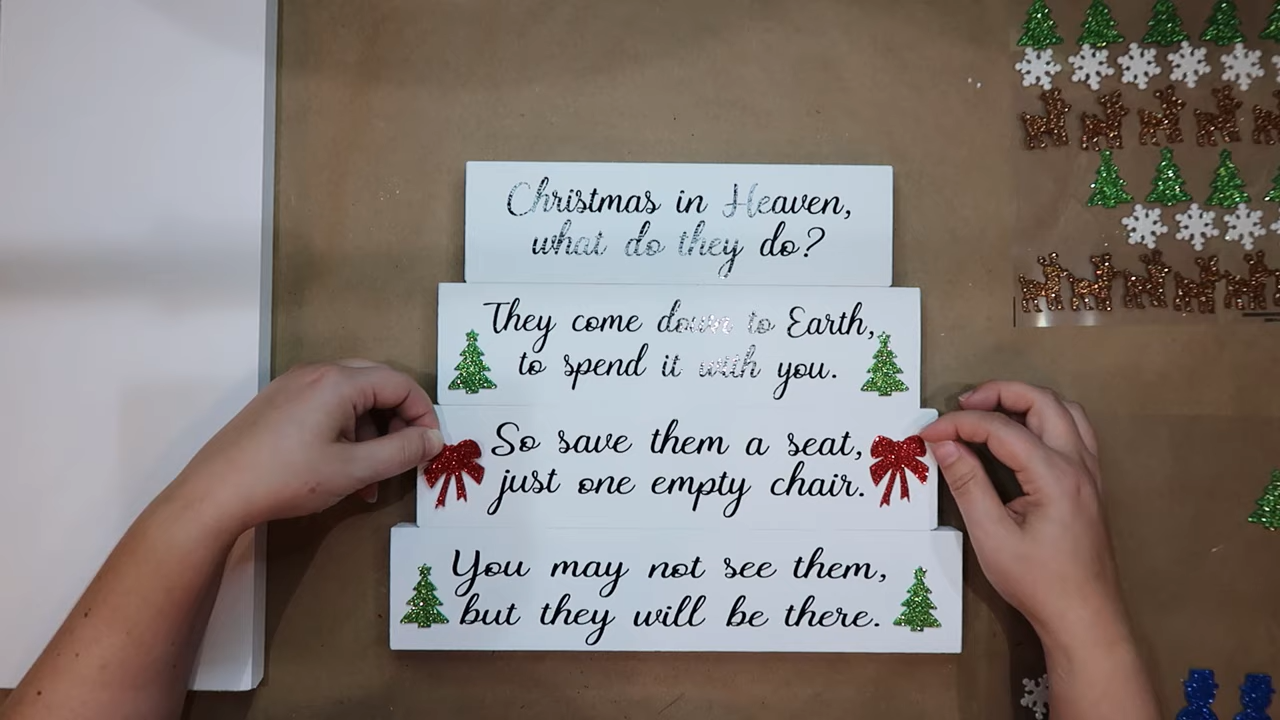 Christmas in Heaven,
what do they do?
They come down to Earth,
to spend it with you.
So save them a seat,
just one empty chair.
You may not see them,
but they will be there.